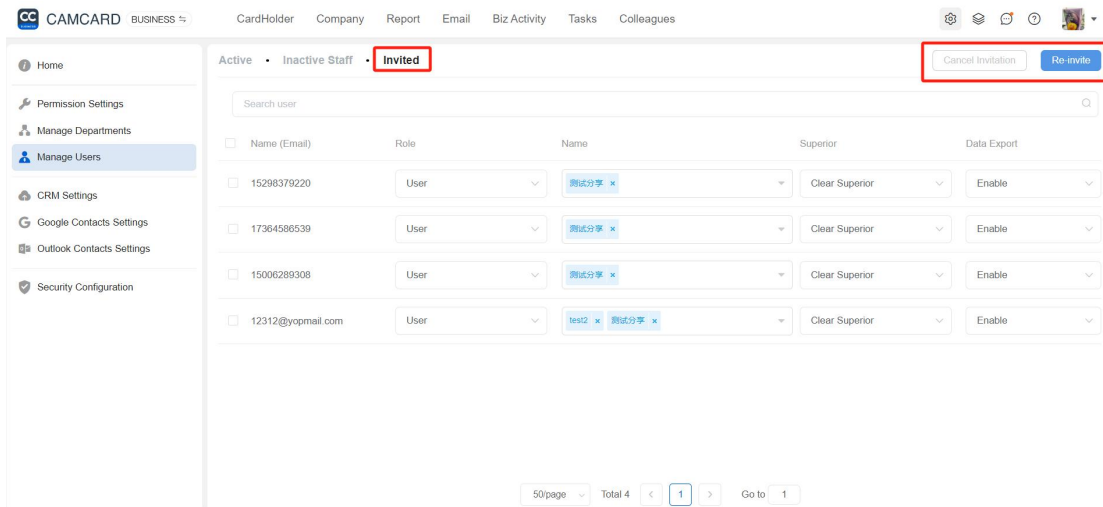 CC CAMCARD BUSINESS CardHolder Company Report Email Biz Activity Tasks Colleagues
Home
Permission Settings
Manage Departments
Manage Users
CRM Settings
Google Contacts Settings
Outlook Contacts Settings
Security Configuration
Active • Inactive Staff • Invited Cancel Invitation Re-invite
Search user
Name (Email) Role Name Superior Data Export
15298379220 User 测试分享 × Clear Superior Enable
17364586539 User 测试分享 × Clear Superior Enable
15006289308 User 测试分享 × Clear Superior Enable
12312@yopmail.com User test2 × 测试分享 × Clear Superior Enable
50/page Total 4 < 1 > Go to 1